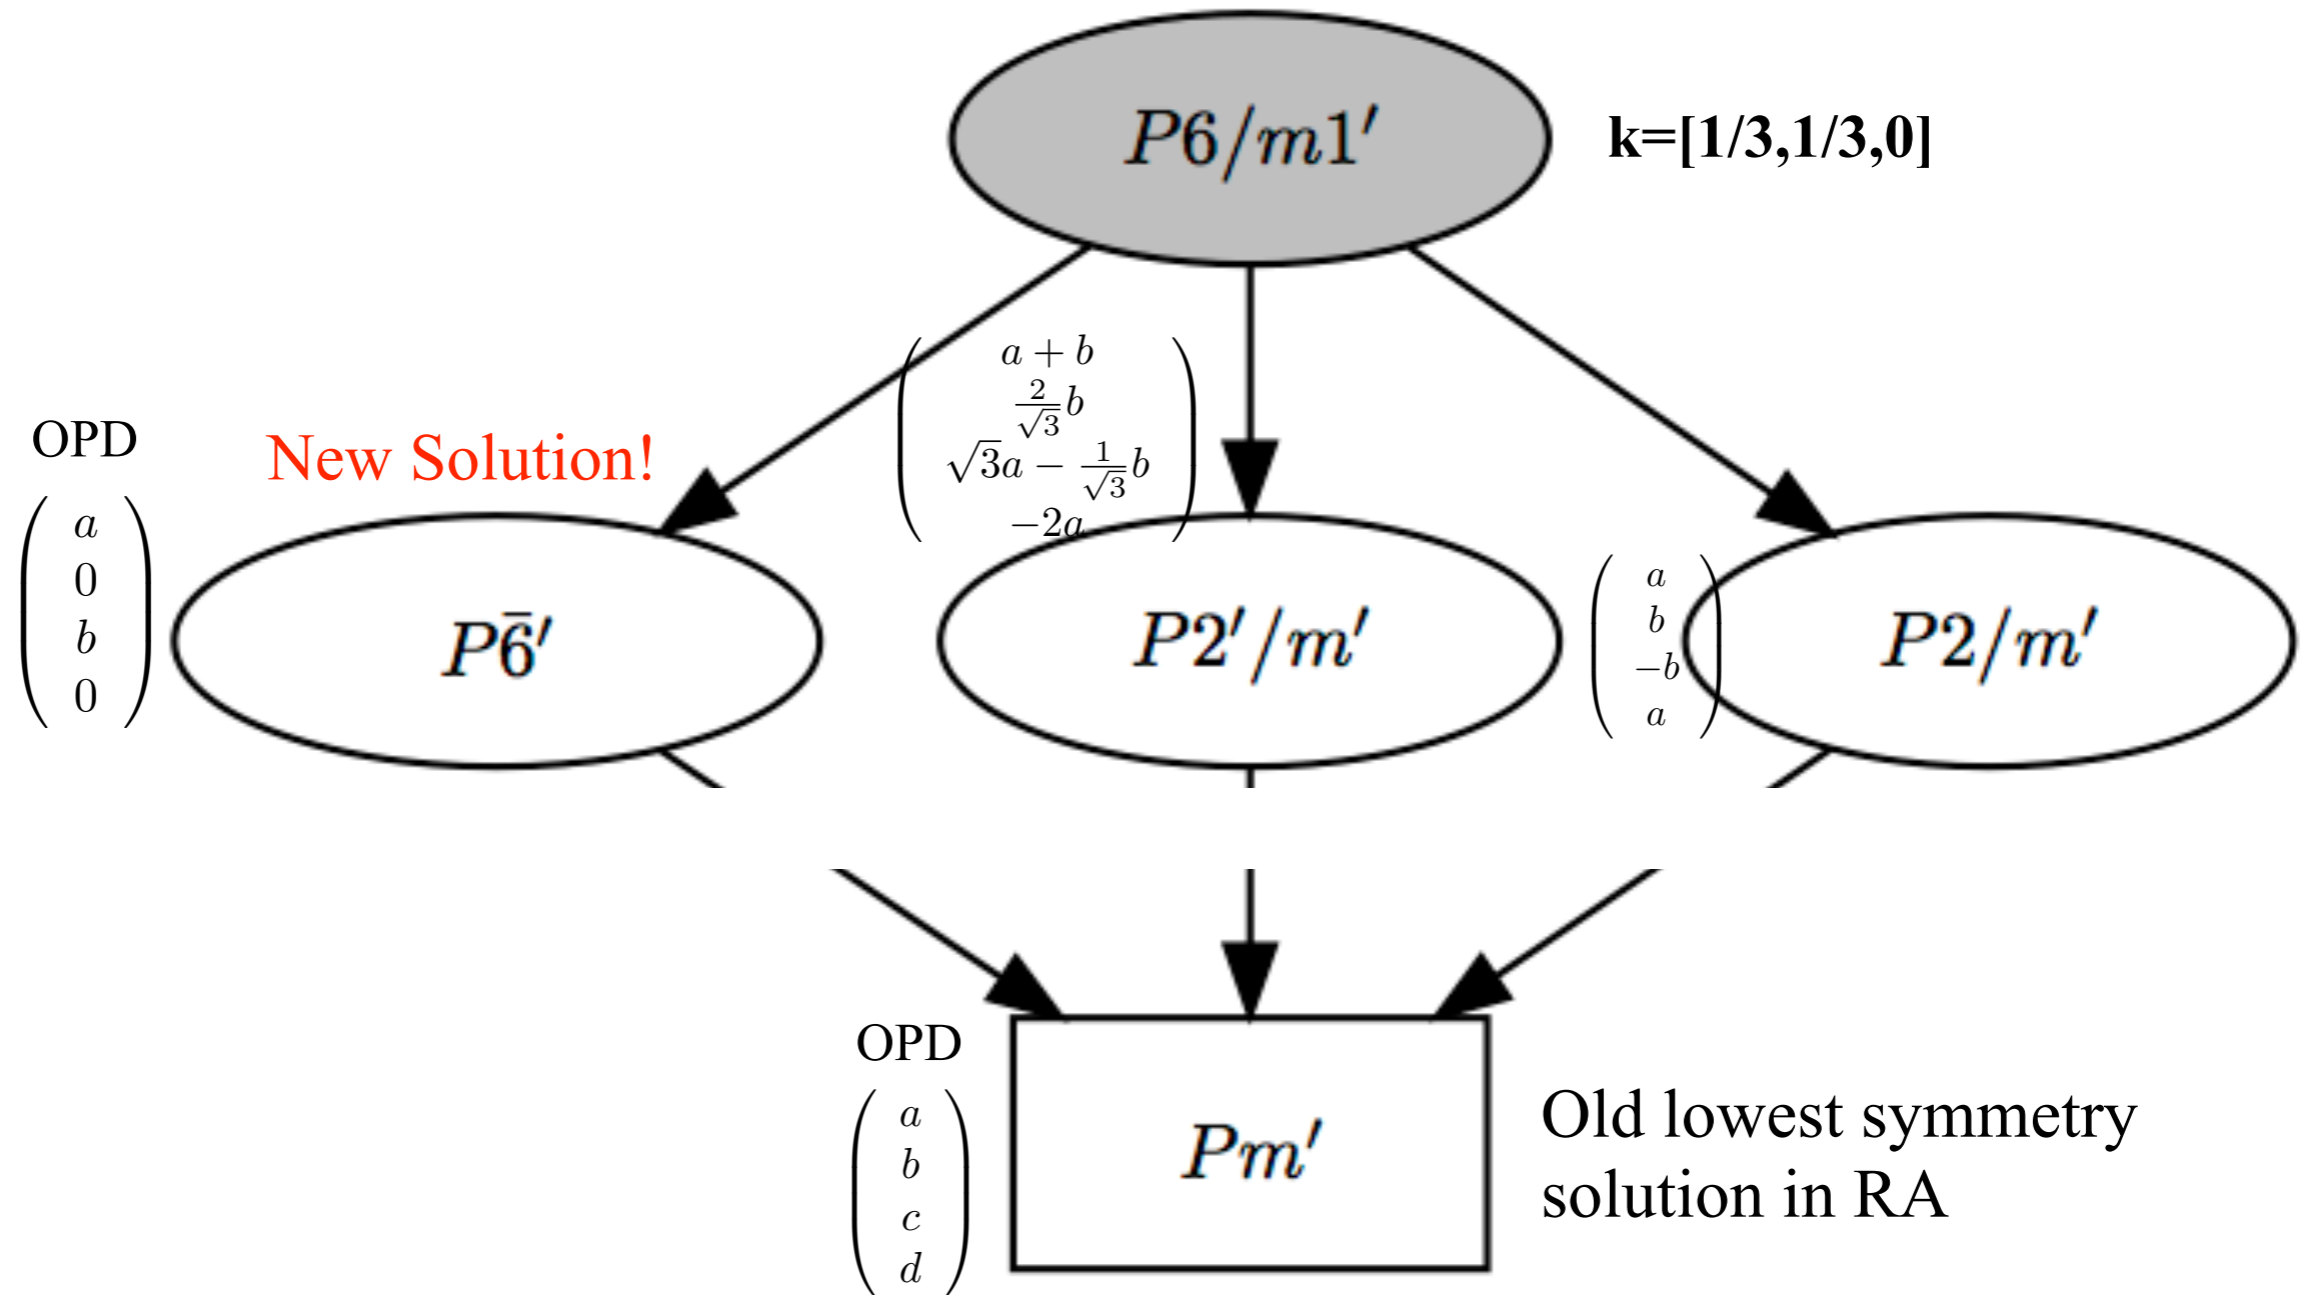 P6/m1′
k=[1/3,1/3,0]
OPD
New Solution!
a
0
b
0
a + b
2/√3 b
√3a − 1/√3 b
−2a
a
b
−b
a
P6̄′
P2′/m′
P2/m′
OPD
a
b
c
d
Pm′
Old lowest symmetry
solution in RA